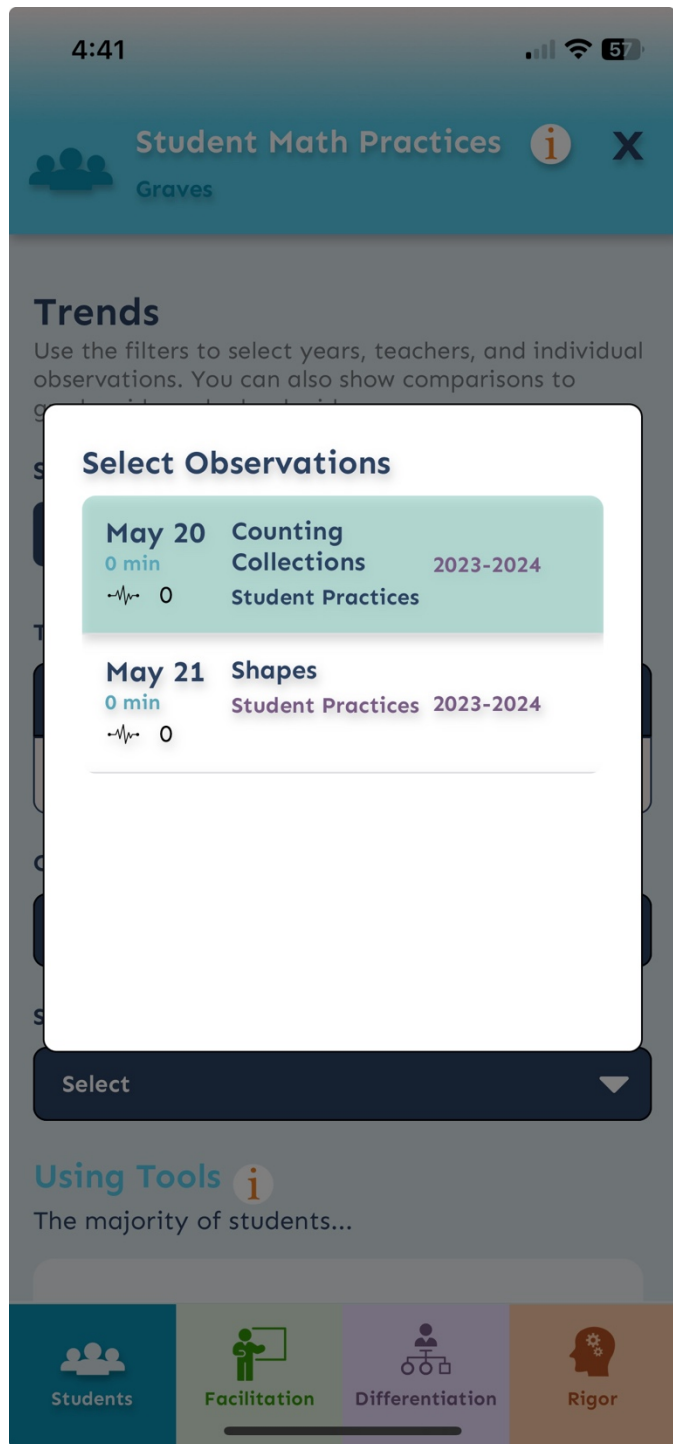 4:41
57
Student Math Practices i X
Graves
Trends
Use the filters to select years, teachers, and individual
observations. You can also show comparisons to
Select Observations
May 20 Counting
0 min Collections 2023-2024
0 Student Practices
May 21 Shapes
0 min Student Practices 2023-2024
0
Select
Using Tools i
The majority of students...
Students Facilitation Differentiation Rigor